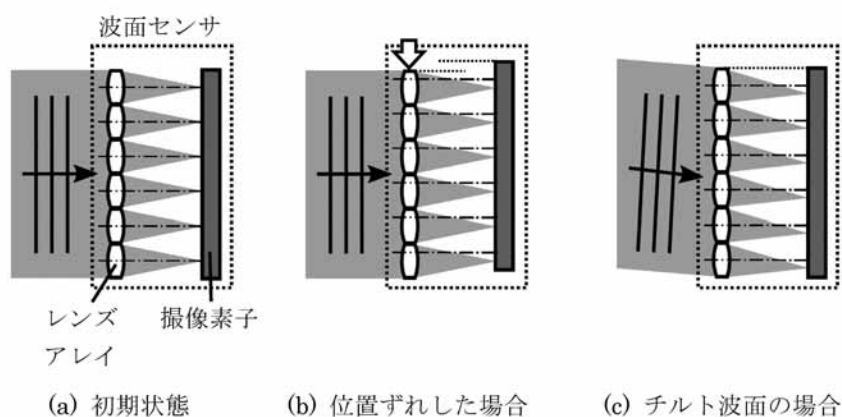 波面センサ
レンズ
アレイ
撮像素子
(a) 初期状態
(b) 位置ずれした場合
(c) チルト波面の場合